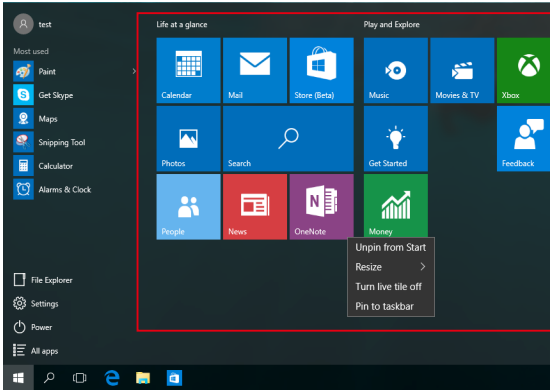 test
Most used
Paint
Get Skype
Maps
Snipping Tool
Calculator
Alarms & Clock
File Explorer
Settings
Power
All apps
Life at a glance
Calendar
Mail
Store (Beta)
Photos
Search
People
News
OneNote
Play and Explore
Music
Movies & TV
Xbox
Get Started
Feedback
Money
Unpin from Start
Resize
Turn live tile off
Pin to taskbar